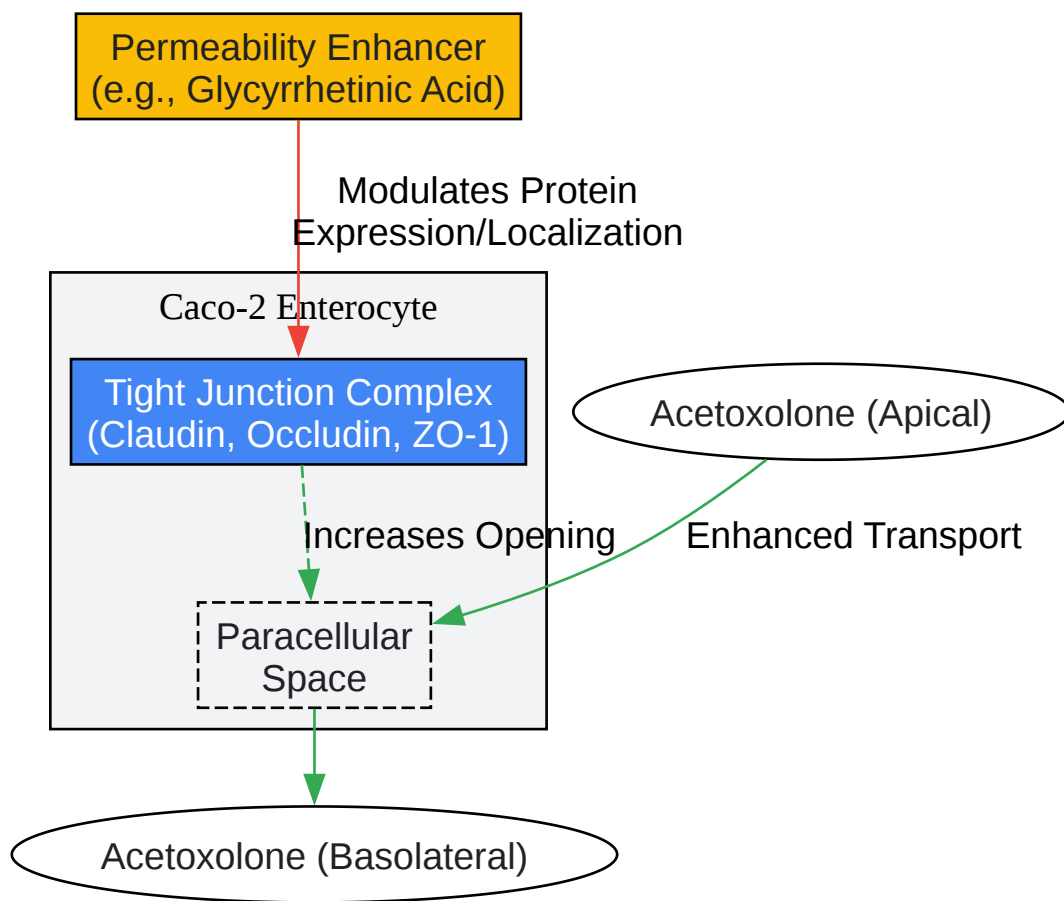 Permeability Enhancer
(e.g., Glycyrrhetinic Acid)
Modulates Protein
Expression/Localization
Caco-2 Enterocyte
Tight Junction Complex
(Claudin, Occludin, ZO-1)
Acetoxolone (Apical)
Increases Opening
Enhanced Transport
Paracellular
Space
Acetoxolone (Basolateral)